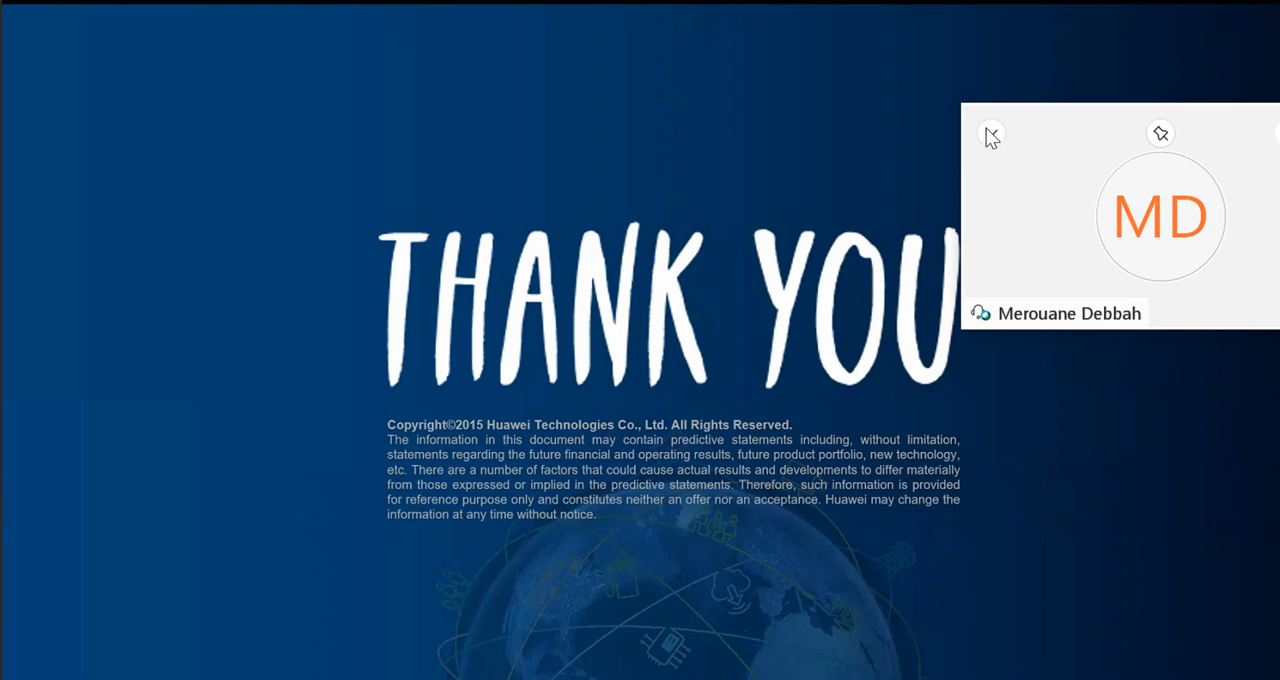 THANK YOU
MD
Merouane Debbah
Copyright©2015 Huawei Technologies Co., Ltd. All Rights Reserved.
The information in this document may contain predictive statements including, without limitation,
statements regarding the future financial and operating results, future product portfolio, new technology,
etc. There are a number of factors that could cause actual results and developments to differ materially
from those expressed or implied in the predictive statements. Therefore, such information is provided
for reference purpose only and constitutes neither an offer nor an acceptance. Huawei may change the
information at any time without notice.